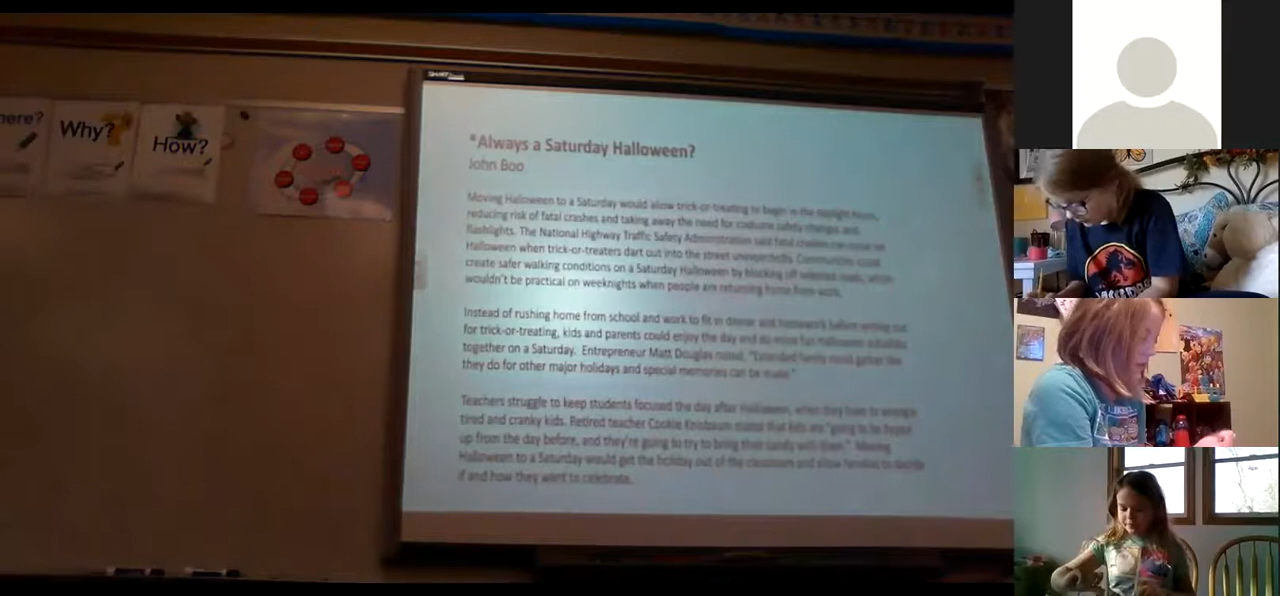 here?
Why?
How?
SMART
*Always a Saturday Halloween?
John Boo
Moving Halloween to a Saturday would allow trick-or-treating to begin in the daylight hours,
reducing risk of fatal crashes and taking away the need for costume safety changes and
flashlights. The National Highway Traffic Safety Administration said fatal crashes can occur on
Halloween when trick-or-treaters dart out into the street unexpectedly. Communities could
create safer walking conditions on a Saturday Halloween by blocking off selected roads, which
wouldn't be practical on weeknights when people are returning home from work.
Instead of rushing home from school and work to fit in dinner and homework before setting out
for trick-or-treating, kids and parents could enjoy the day and do more fun Halloween activities
together on a Saturday. Entrepreneur Matt Douglas noted, "Extended family could gather like
they do for other major holidays and special memories can be made."
Teachers struggle to keep students focused the day after Halloween, when they have to wrangle
tired and cranky kids. Retired teacher Cookie Knobaum stated that kids are "going to be hyped
up from the day before, and they're going to try to bring their candy with them." Moving
Halloween to a Saturday would get the holiday out of the classroom and allow families to decide
if and how they want to celebrate.